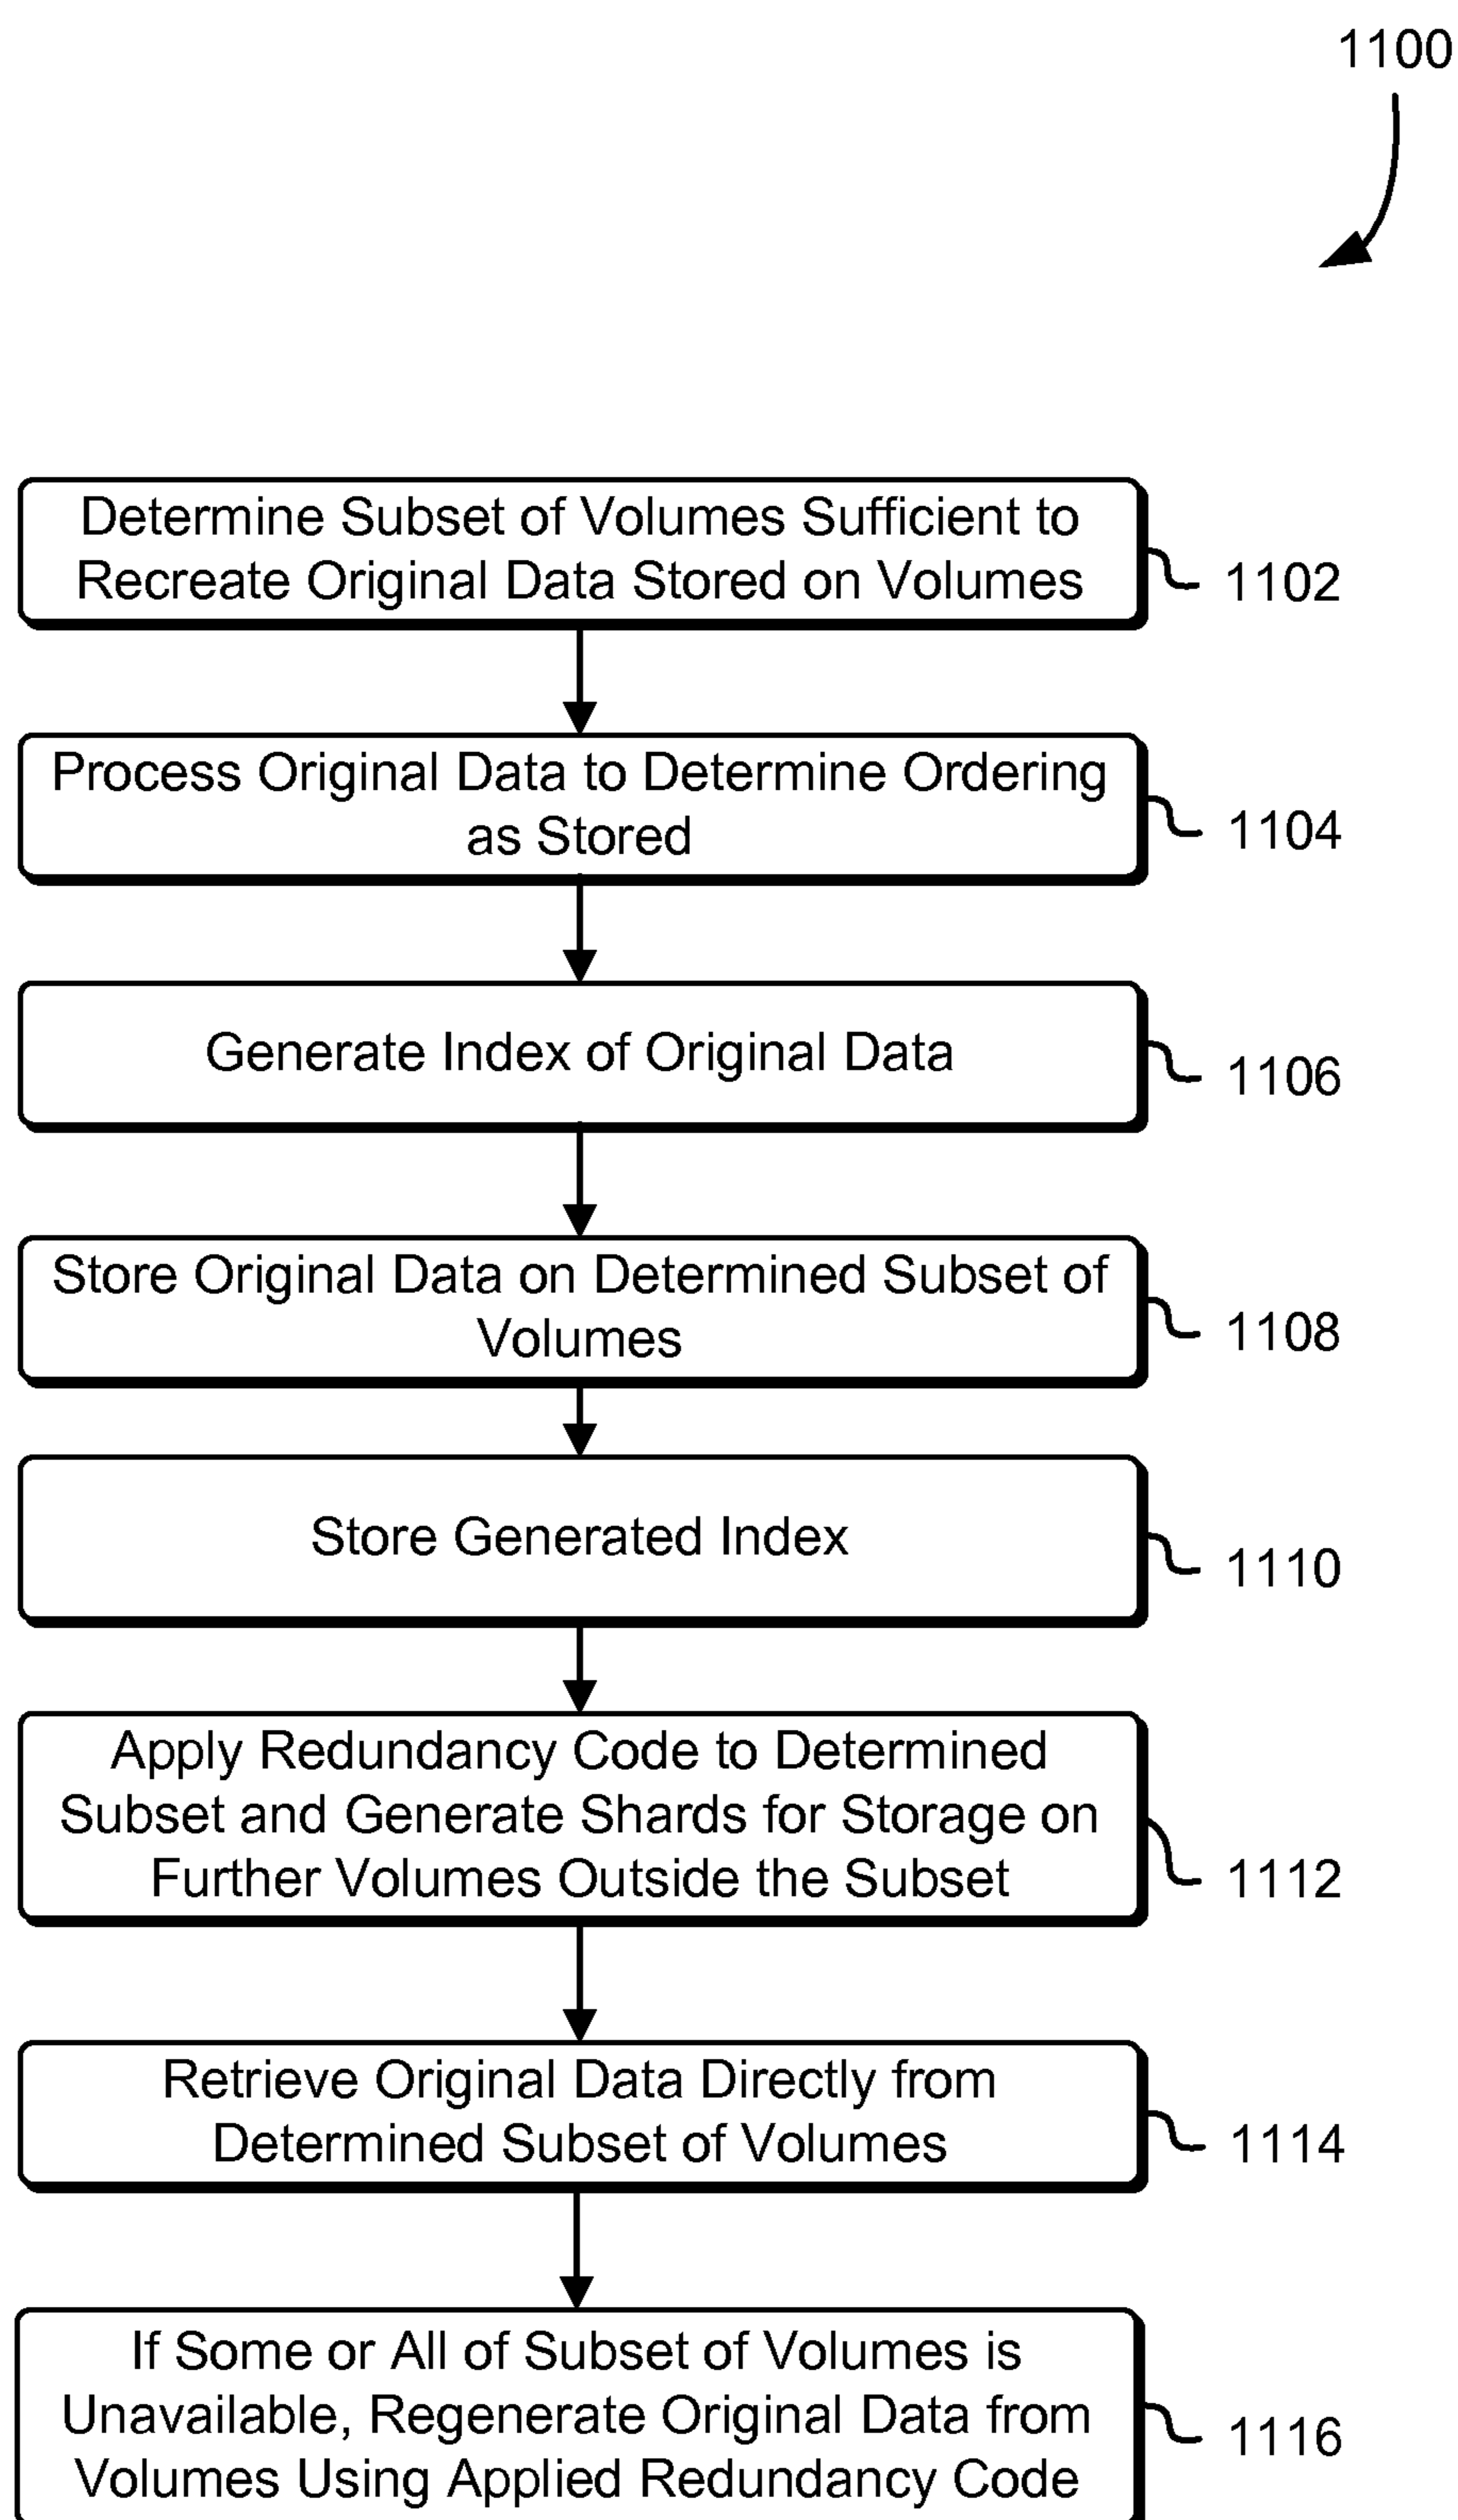 1100
Determine Subset of Volumes Sufficient to
Recreate Original Data Stored on Volumes
1102
Process Original Data to Determine Ordering
as Stored
1104
Generate Index of Original Data
1106
Store Original Data on Determined Subset of
Volumes
1108
Store Generated Index
1110
Apply Redundancy Code to Determined
Subset and Generate Shards for Storage on
Further Volumes Outside the Subset
1112
Retrieve Original Data Directly from
Determined Subset of Volumes
1114
If Some or All of Subset of Volumes is
Unavailable, Regenerate Original Data from
Volumes Using Applied Redundancy Code
1116